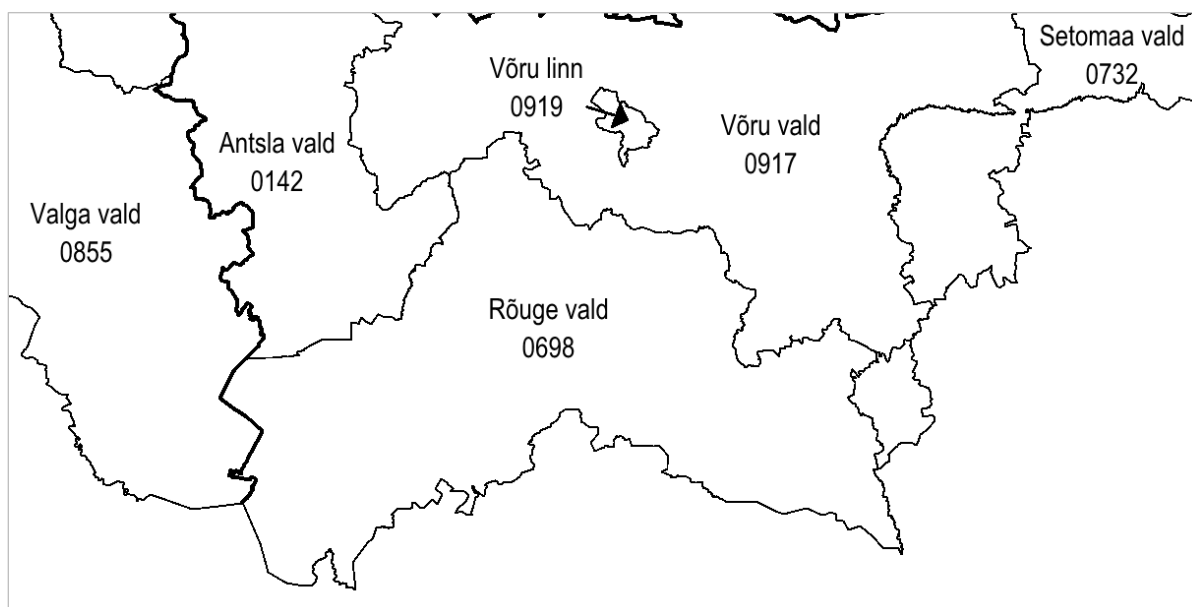 Setomaa vald
0732
Võru linn
0919
Võru vald
0917
Antsla vald
0142
Valga vald
0855
Rõuge vald
0698